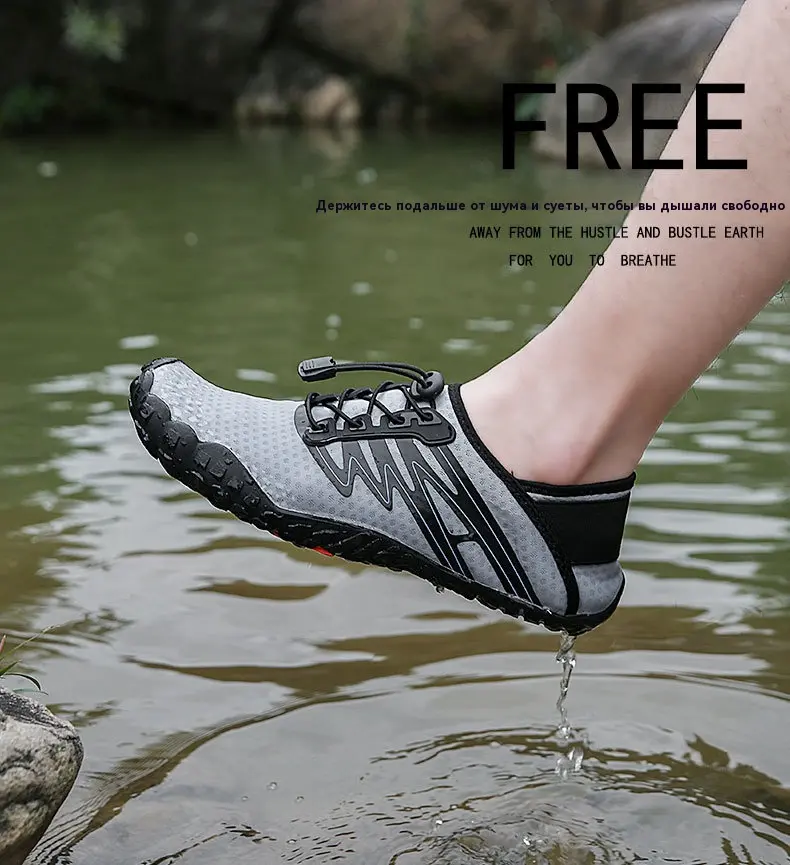 FREE
Держитесь подальше от шума и суеты, чтобы вы дышали свободно
AWAY FROM THE HUSTLE AND BUSTLE EARTH
FOR YOU TO BREATHE